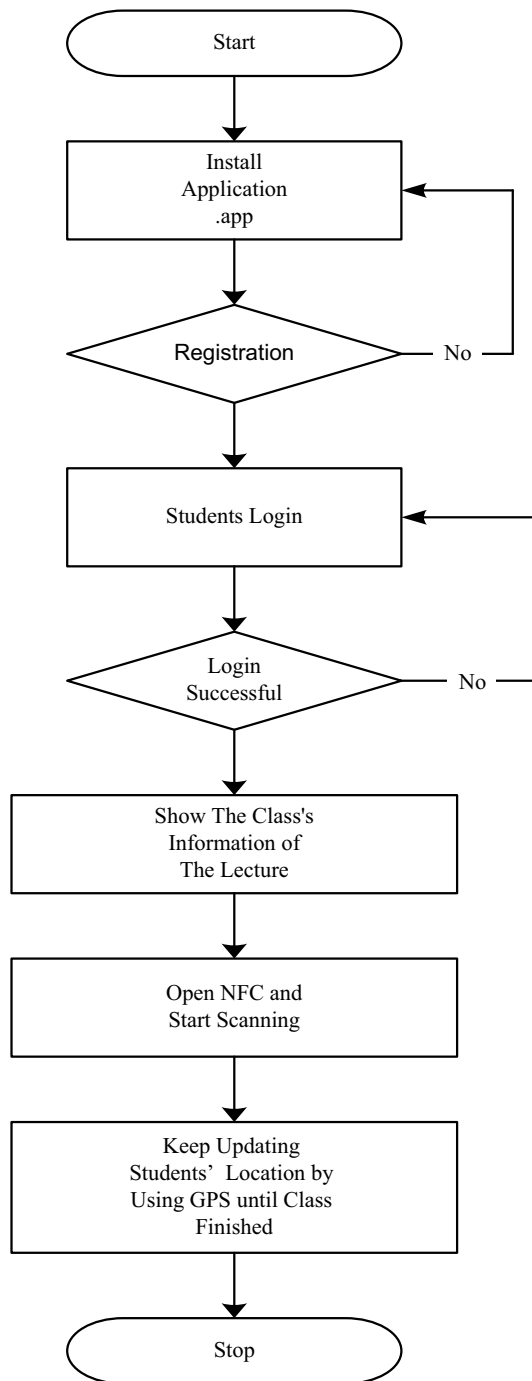 Start
Install
Application
.app
Registration
No
Students Login
Login
Successful
No
Show The Class's
Information of
The Lecture
Open NFC and
Start Scanning
Keep Updating
Students’ Location by
Using GPS until Class
Finished
Stop